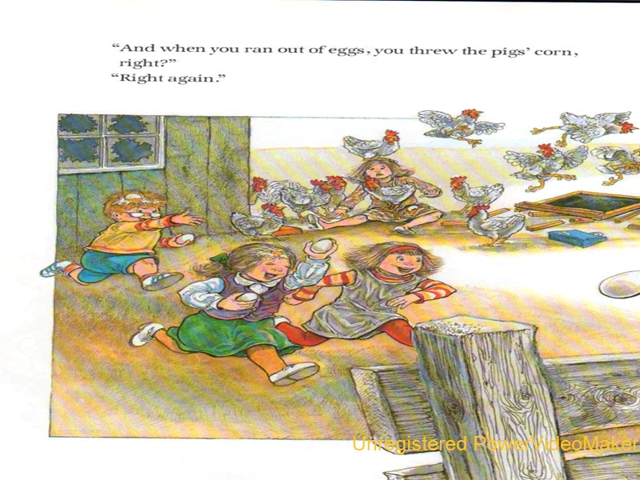 “And when you ran out of eggs, you threw the pigs’ corn,
right?”
“Right again.”
Unregistered PowerVideoMaker